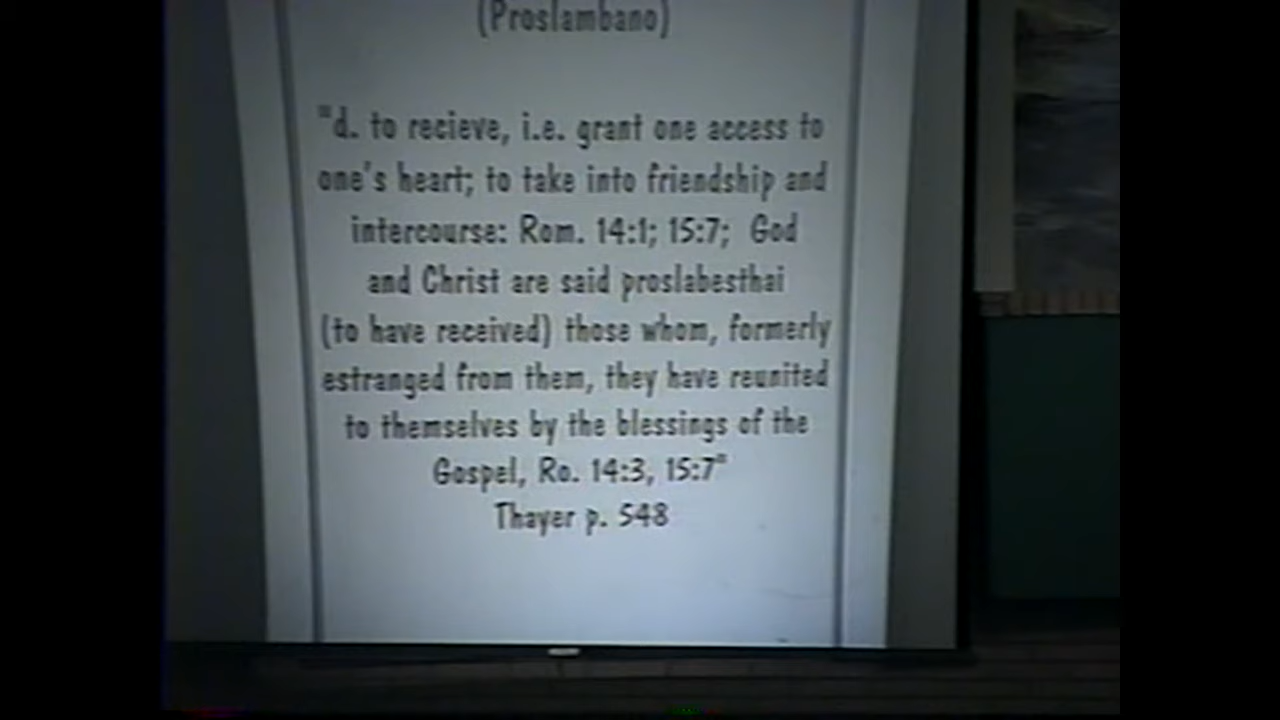 (Proslambano)
"d. to recieve, i.e. grant one access to
one's heart; to take into friendship and
intercourse: Rom. 14:1; 15:7; God
and Christ are said proslabesthai
(to have received) those whom, formerly
estranged from them, they have reunited
to themselves by the blessings of the
Gospel, Ro. 14:3, 15:7"
Thayer p. 548